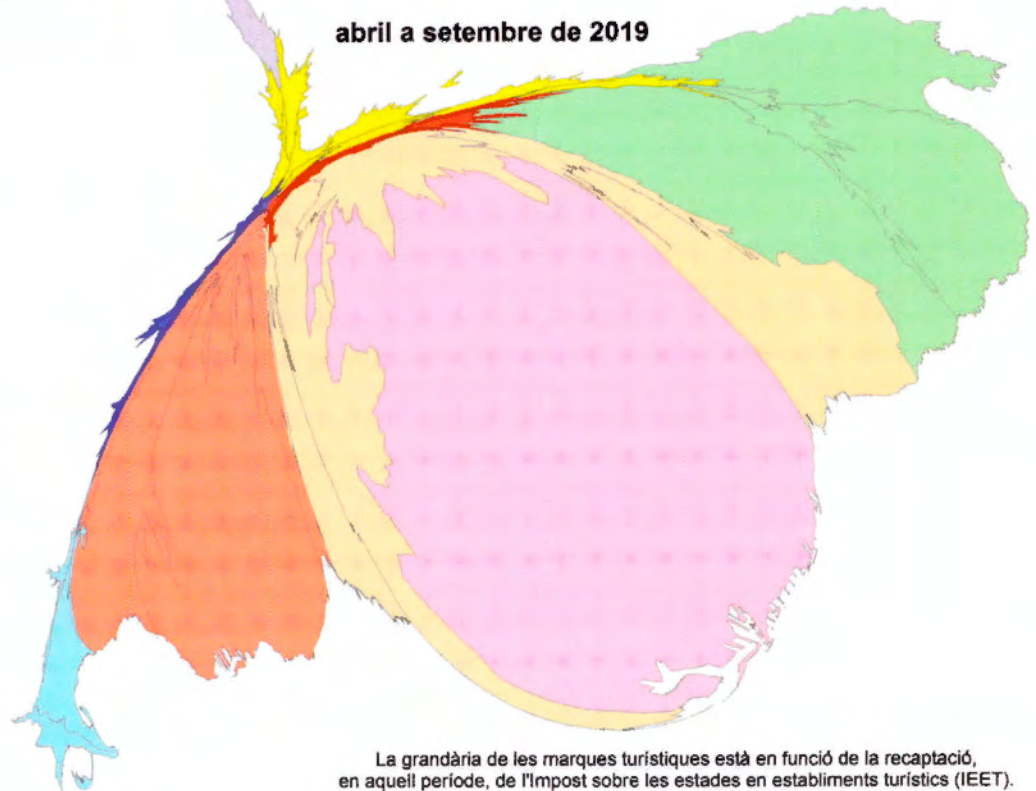 abril a setembre de 2019
La grandària de les marques turístiques està en funció de la recaptació,
en aquell període, de l'Impost sobre les estades en establiments turístics (IEET).